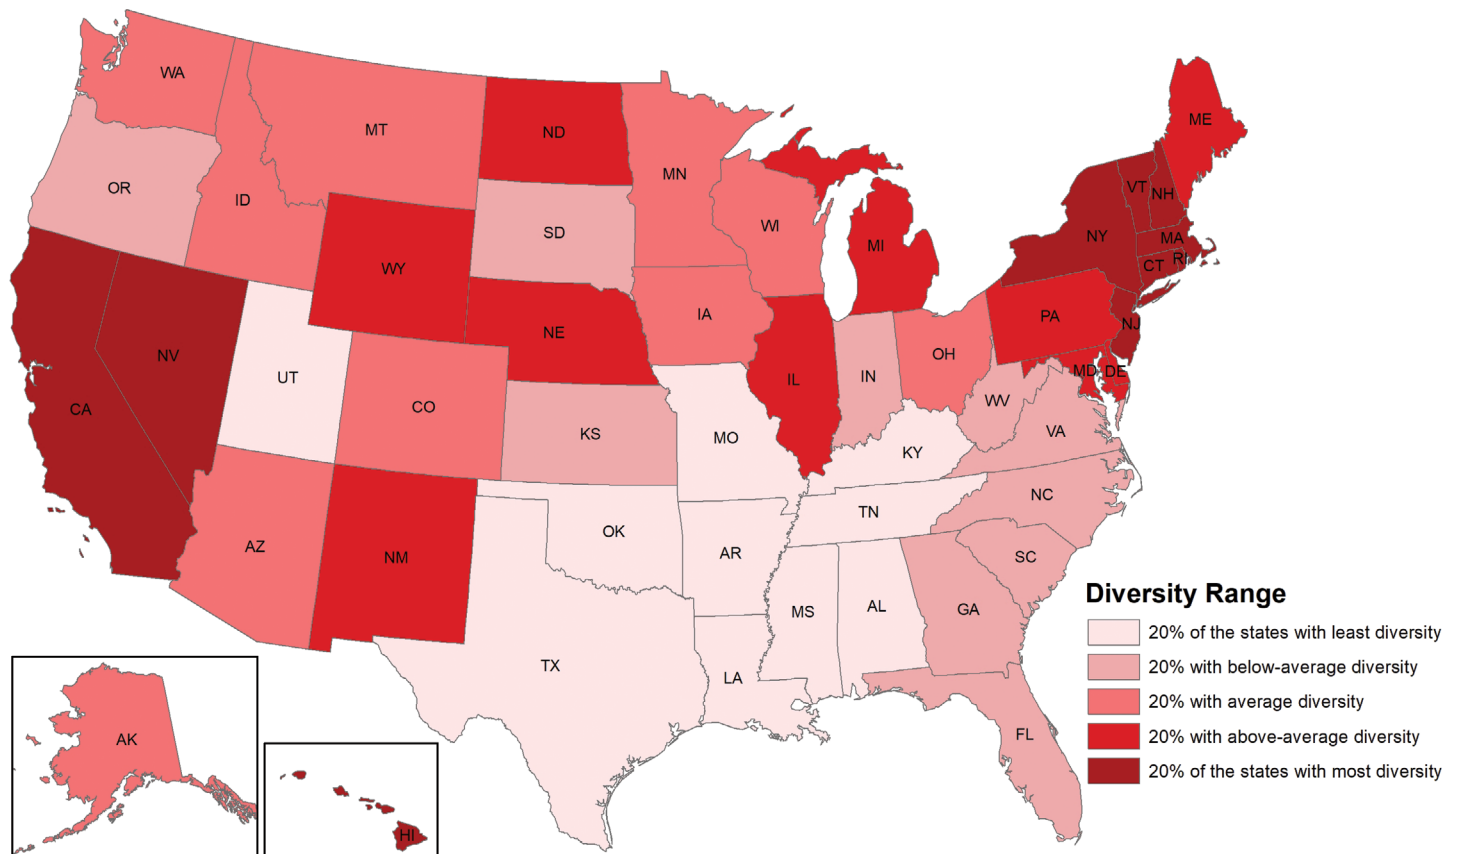 WA
MT
ND
MN
OR
ID
SD
WI
MI
ME
VT
NH
NY
MA
CT
RI
WY
NE
IA
PA
NJ
NV
UT
CO
CA
KS
MO
IL
IN
OH
MD
DE
WV
VA
KY
NC
TN
AZ
NM
OK
AR
SC
MS
AL
GA
TX
LA
FL
AK
HI
Diversity Range
20% of the states with least diversity
20% with below-average diversity
20% with average diversity
20% with above-average diversity
20% of the states with most diversity